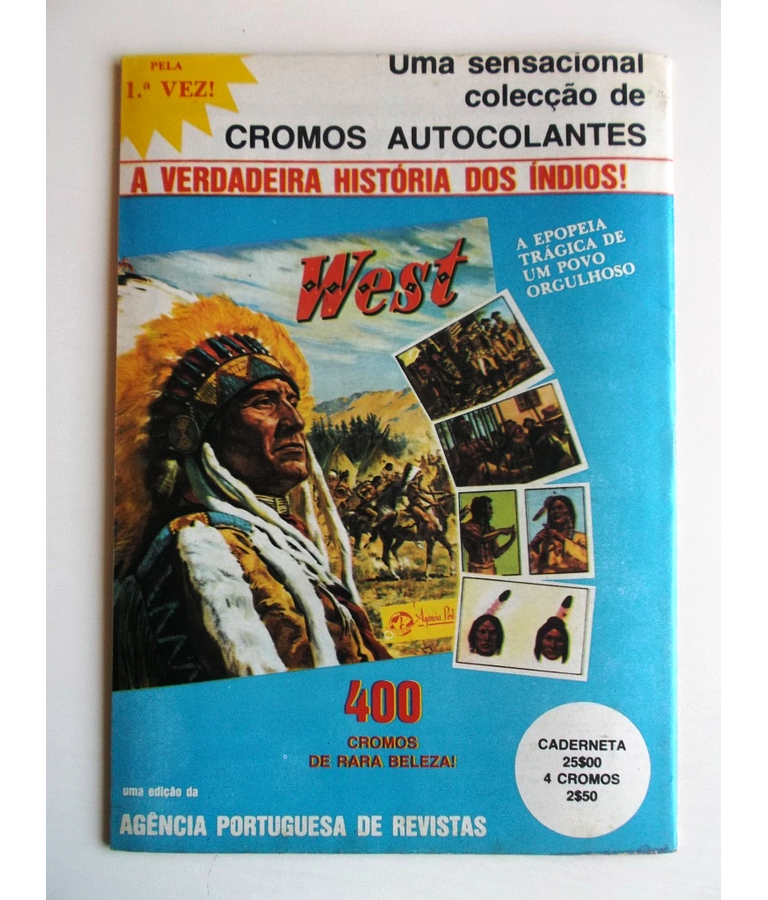 PELA
1.ª VEZ!
Uma sensacional
colecção de
CROMOS AUTOCOLANTES
A VERDADEIRA HISTÓRIA DOS ÍNDIOS!
A EPOPEIA
TRÁGICA DE
UM POVO
ORGULHOSO
West
400
CROMOS
DE RARA BELEZA!
CADERNETA
25$00
4 CROMOS
2$50
uma edição da
AGÊNCIA PORTUGUESA DE REVISTAS